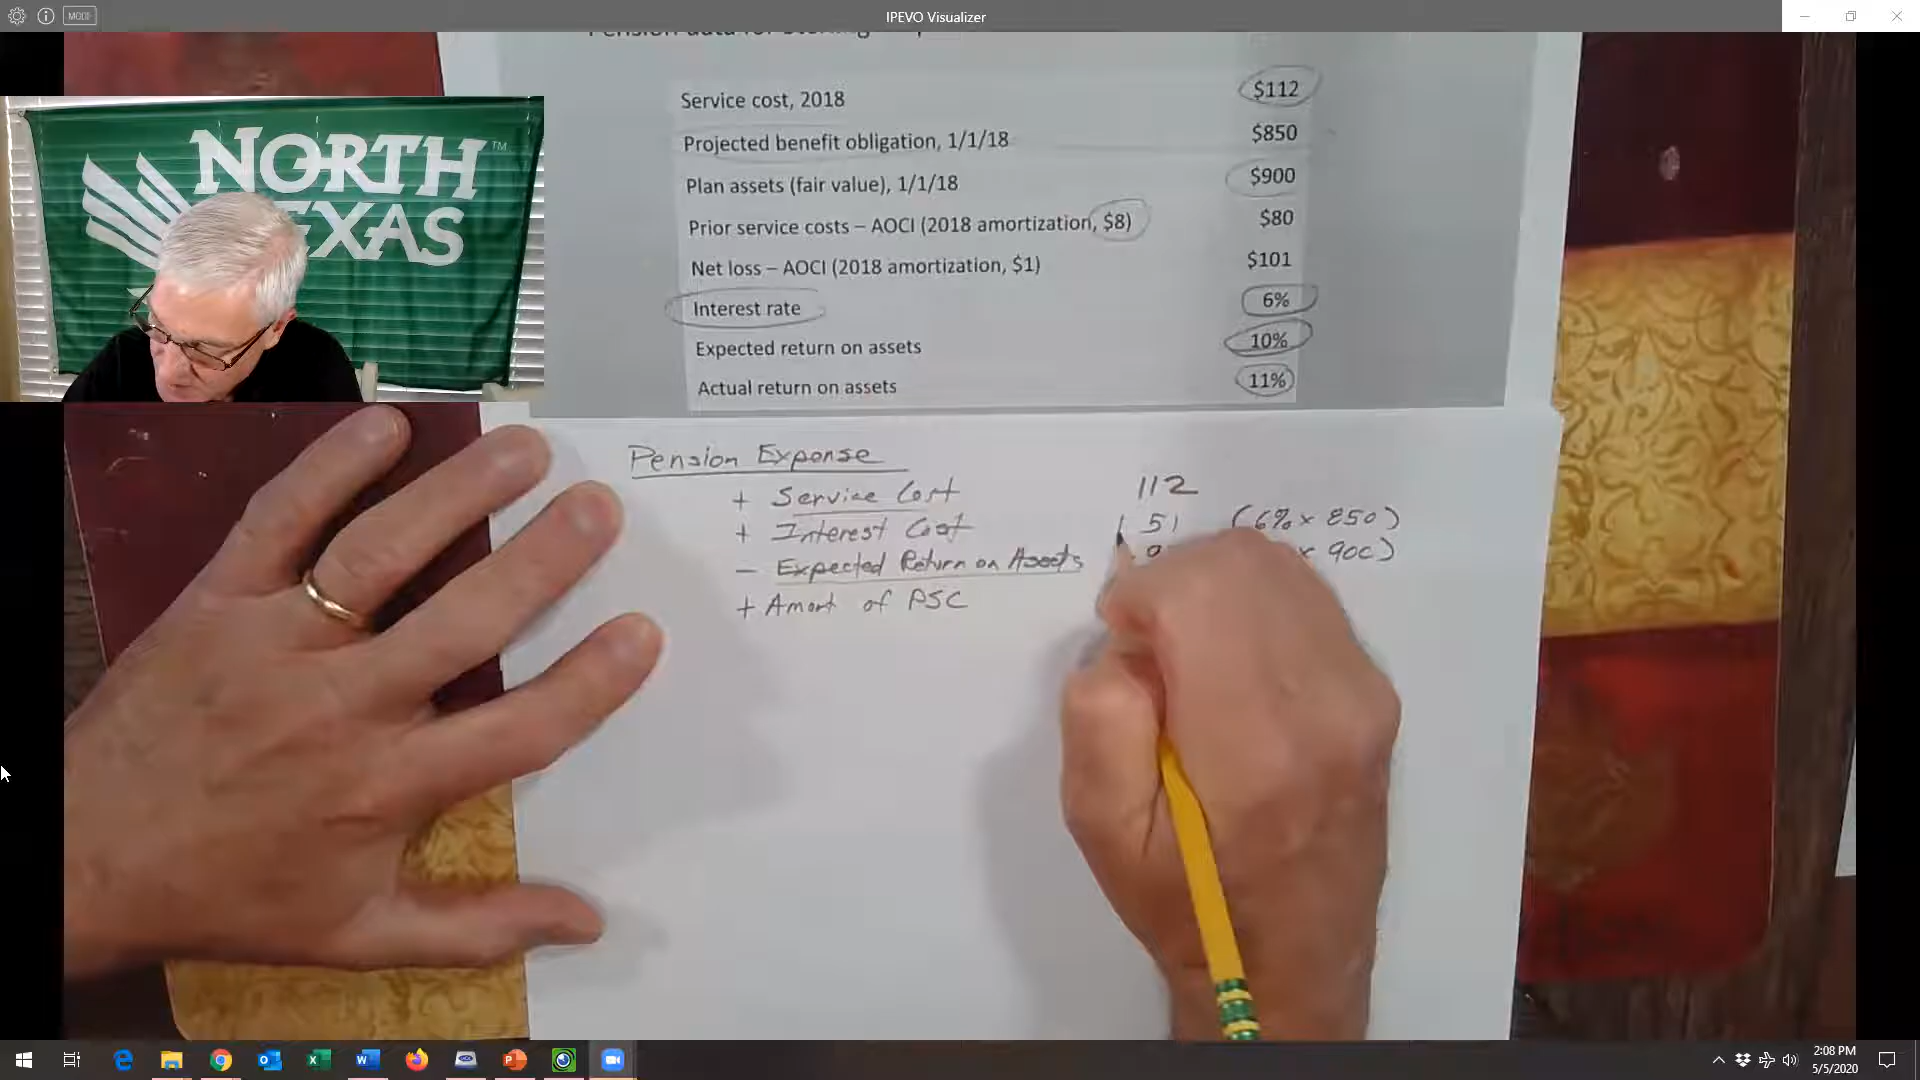 IPEVO Visualizer
MODE
Service cost, 2018 $112
Projected benefit obligation, 1/1/18 $850
Plan assets (fair value), 1/1/18 $900
Prior service costs – AOCI (2018 amortization, $8) $80
Net loss – AOCI (2018 amortization, $1) $101
Interest rate 6%
Expected return on assets 10%
Actual return on assets 11%
NORTH TM
TEXAS
Pension Expense
+ Service Cost 112
+ Interest Cost 51 (6% x 850)
- Expected Return on Assets x 900)
+ Amort of PSC
2:08 PM
5/5/2020